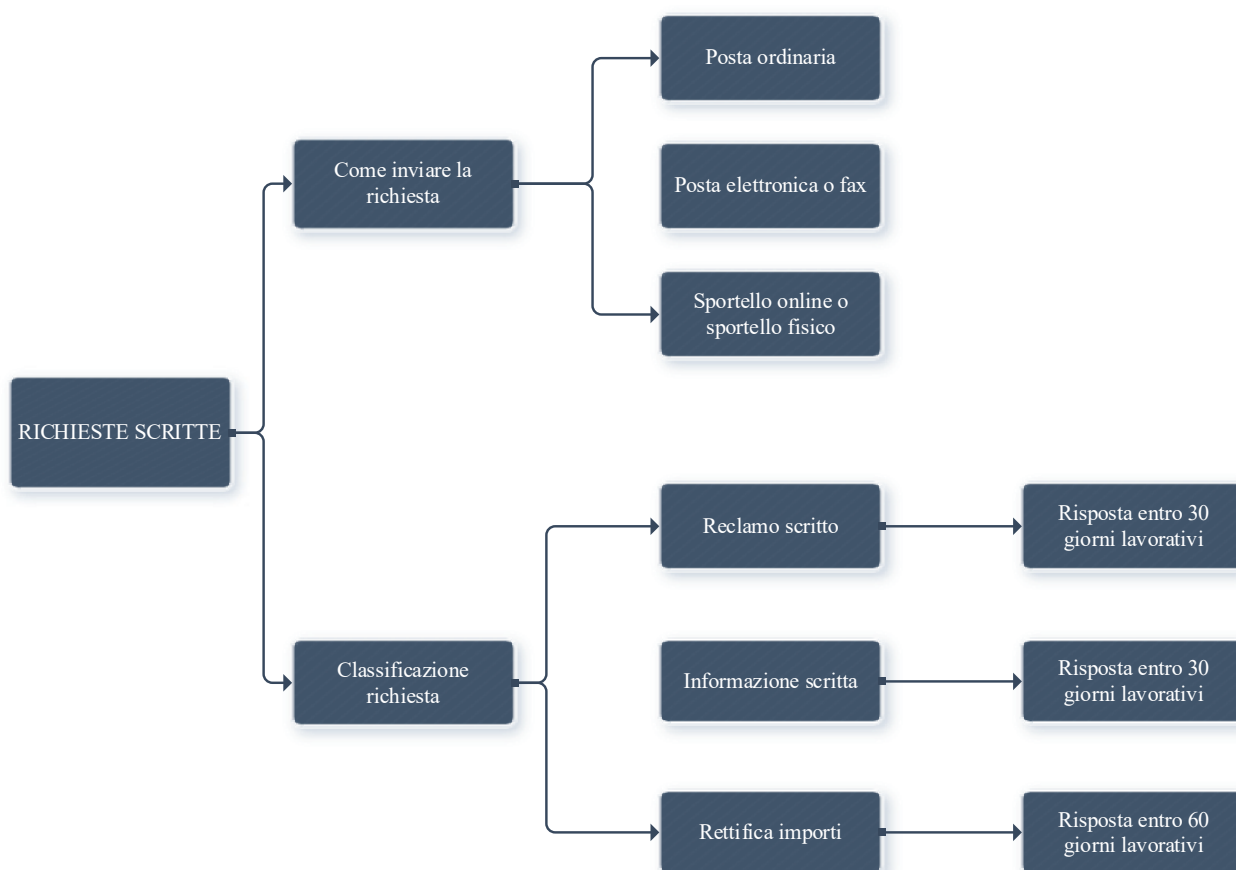 Posta ordinaria
Come inviare la
richiesta
Posta elettronica o fax
Sportello online o
sportello fisico
RICHIESTE SCRITTE
Reclamo scritto
Risposta entro 30
giorni lavorativi
Classificazione
richiesta
Informazione scritta
Risposta entro 30
giorni lavorativi
Rettifica importi
Risposta entro 60
giorni lavorativi